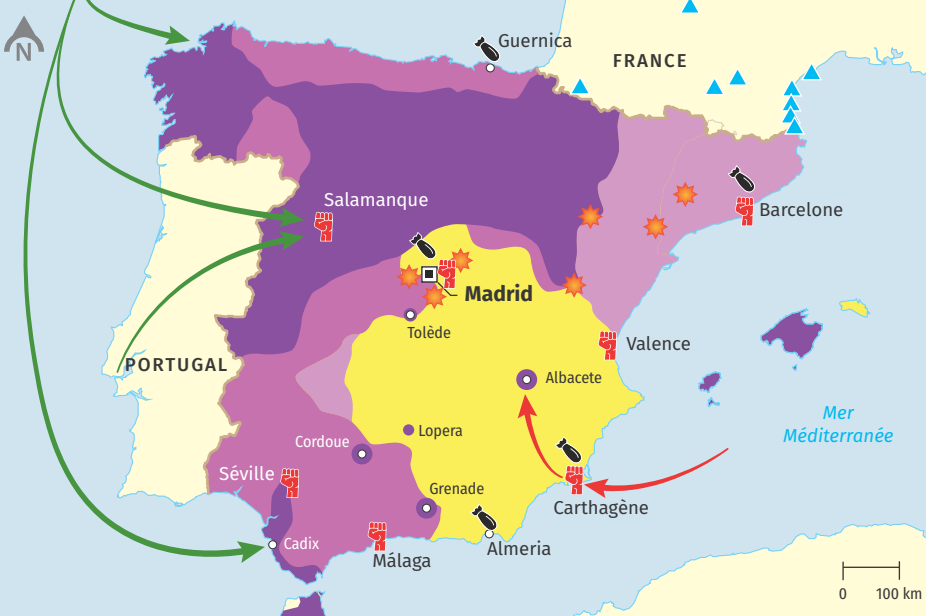 N
Guernica
FRANCE
Salamanque
Barcelone
Madrid
Tolède
Valence
PORTUGAL
Albacete
Mer
Méditerranée
Lopera
Cordoue
Séville
Grenade
Carthagène
Cadix
Almeria
Málaga
0 100 km